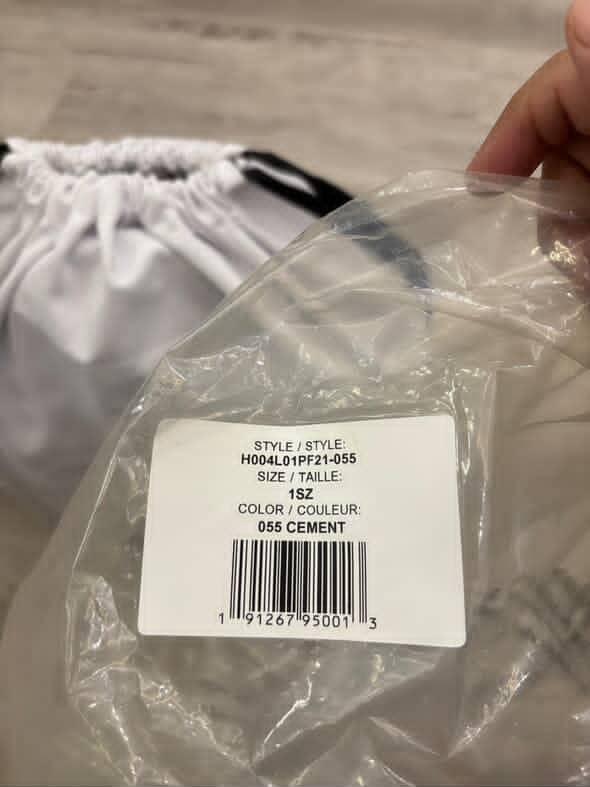 STYLE / STYLE:
H004L01PF21-055
SIZE / TAILLE:
1SZ
COLOR / COULEUR:
055 CEMENT
1 91267 95001 3